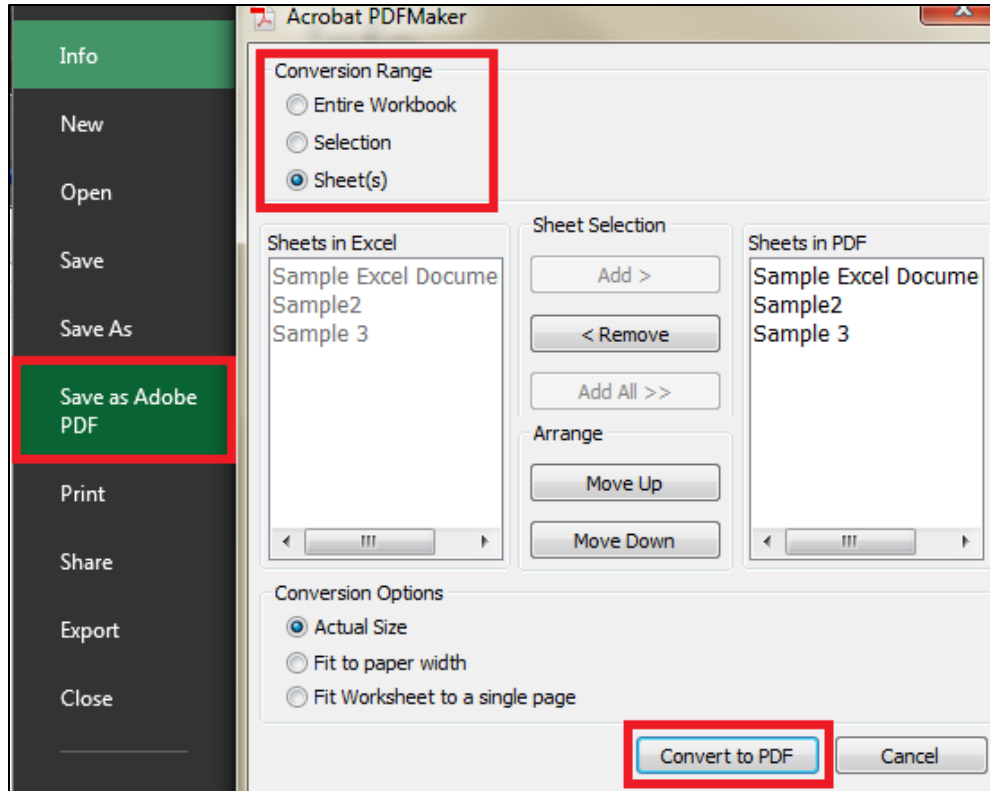 Info
New
Open
Save
Save As
Save as Adobe
PDF
Print
Share
Export
Close
Acrobat PDFMaker
Conversion Range
Entire Workbook
Selection
Sheet(s)
Sheets in Excel
Sample Excel Docume
Sample2
Sample 3
Sheet Selection
Add >
< Remove
Add All >>
Arrange
Move Up
Move Down
Sheets in PDF
Sample Excel Docume
Sample2
Sample 3
Conversion Options
Actual Size
Fit to paper width
Fit Worksheet to a single page
Convert to PDF
Cancel